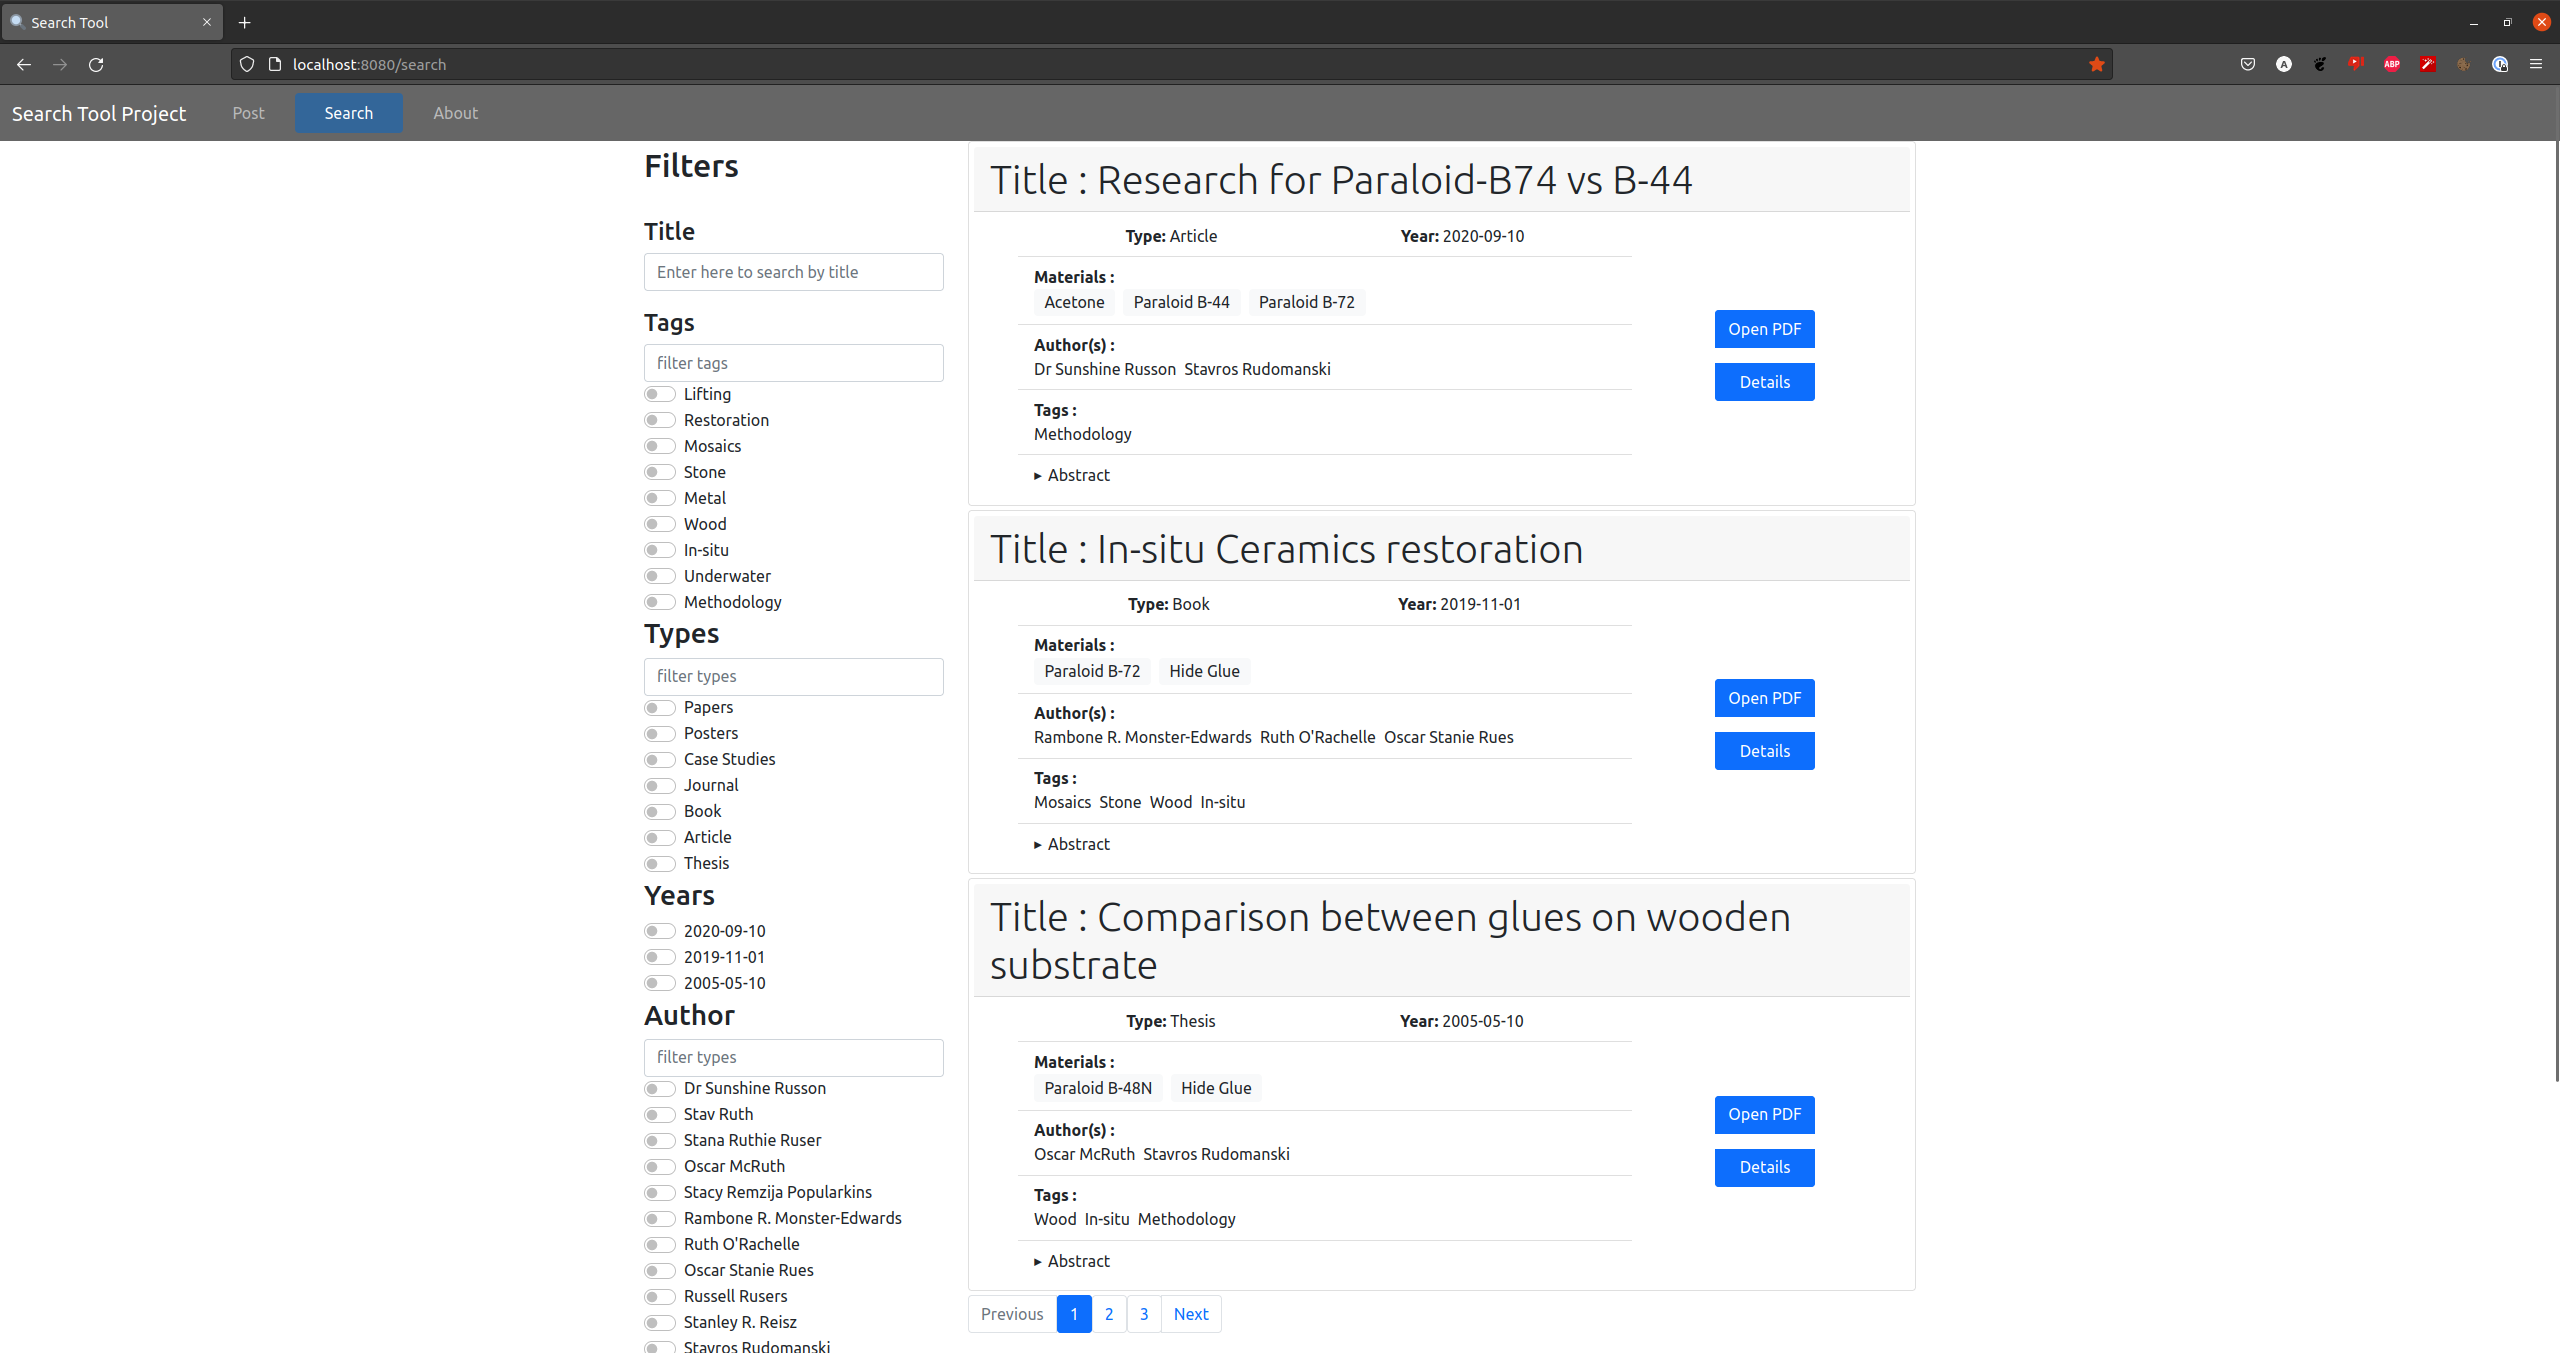 Search Tool
localhost:8080/search
Search Tool Project Post Search About
Filters
Title
Enter here to search by title
Tags
filter tags
Lifting
Restoration
Mosaics
Stone
Metal
Wood
In-situ
Underwater
Methodology
Types
filter types
Papers
Posters
Case Studies
Journal
Book
Article
Thesis
Years
2020-09-10
2019-11-01
2005-05-10
Author
filter types
Dr Sunshine Russon
Stav Ruth
Stana Ruthie Ruser
Oscar McRuth
Stacy Remzija Popularkins
Rambone R. Monster-Edwards
Ruth O'Rachelle
Oscar Stanie Rues
Russell Rusers
Stanley R. Reisz
Stavros Rudomanski
Title : Research for Paraloid-B74 vs B-44
Type: Article Year: 2020-09-10
Materials :
Acetone Paraloid B-44 Paraloid B-72
Author(s) :
Dr Sunshine Russon Stavros Rudomanski
Tags :
Methodology
▸ Abstract
Open PDF
Details
Title : In-situ Ceramics restoration
Type: Book Year: 2019-11-01
Materials :
Paraloid B-72 Hide Glue
Author(s) :
Rambone R. Monster-Edwards Ruth O'Rachelle Oscar Stanie Rues
Tags :
Mosaics Stone Wood In-situ
▸ Abstract
Open PDF
Details
Title : Comparison between glues on wooden
substrate
Type: Thesis Year: 2005-05-10
Materials :
Paraloid B-48N Hide Glue
Author(s) :
Oscar McRuth Stavros Rudomanski
Tags :
Wood In-situ Methodology
▸ Abstract
Open PDF
Details
Previous 1 2 3 Next
A
ABP